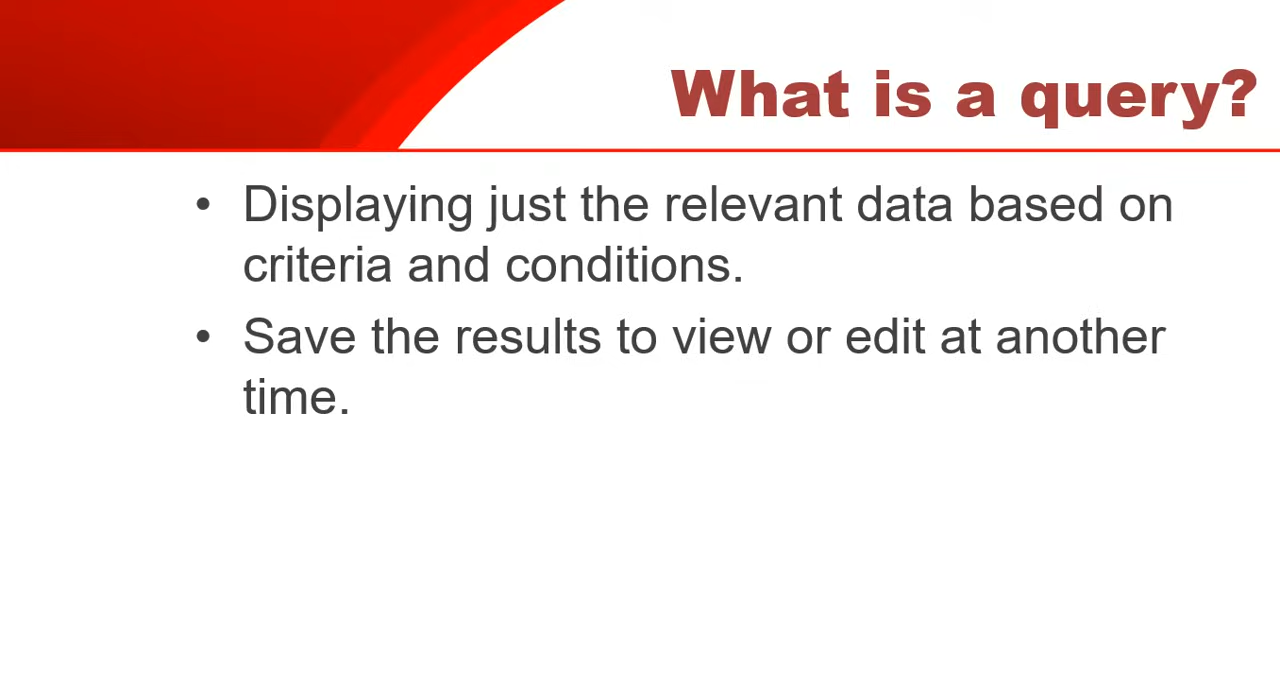 What is a query?
• Displaying just the relevant data based on
criteria and conditions.
• Save the results to view or edit at another
time.